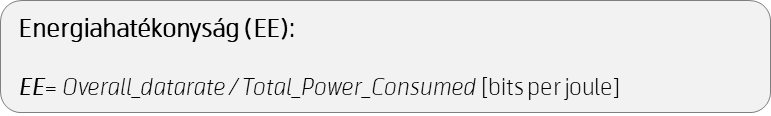 Energiahatékonyság (EE):
EE= Overall_datarate / Total_Power_Consumed [bits per joule]